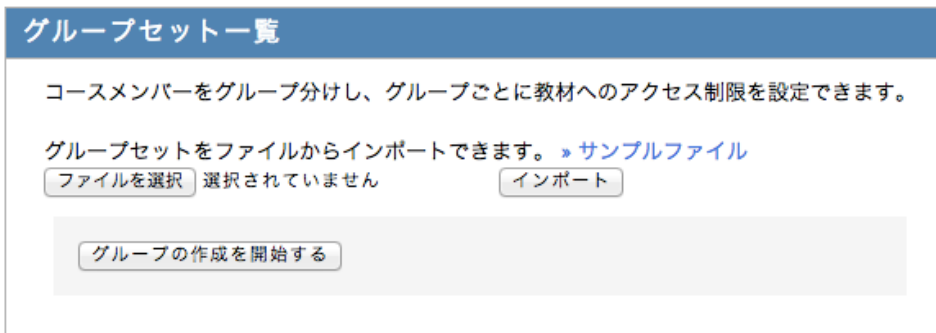 グループセット一覧
コースメンバーをグループ分けし、グループごとに教材へのアクセス制限を設定できます。
グループセットをファイルからインポートできます。 » サンプルファイル
ファイルを選択 選択されていません インポート
グループの作成を開始する